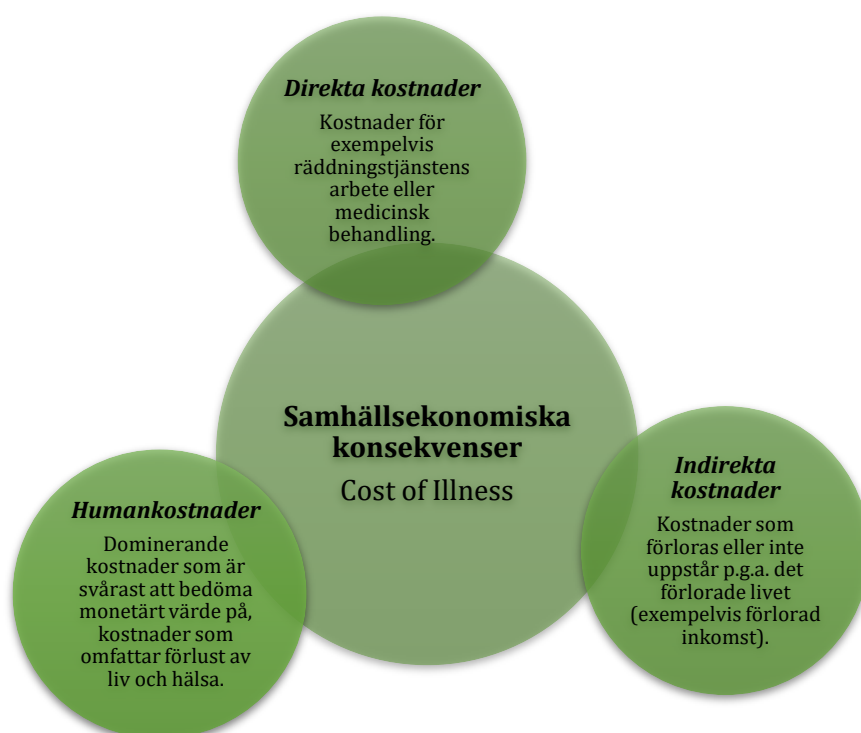 Direkta kostnader
Kostnader för
exempelvis
räddningstjänstens
arbete eller
medicinsk
behandling.
Samhällsekonomiska
konsekvenser
Cost of Illness
Indirekta
kostnader
Kostnader som
förloras eller inte
uppstår p.g.a. det
förlorade livet
(exempelvis förlorad
inkomst).
Humankostnader
Dominerande
kostnader som är
svårast att bedöma
monetärt värde på,
kostnader som
omfattar förlust av
liv och hälsa.